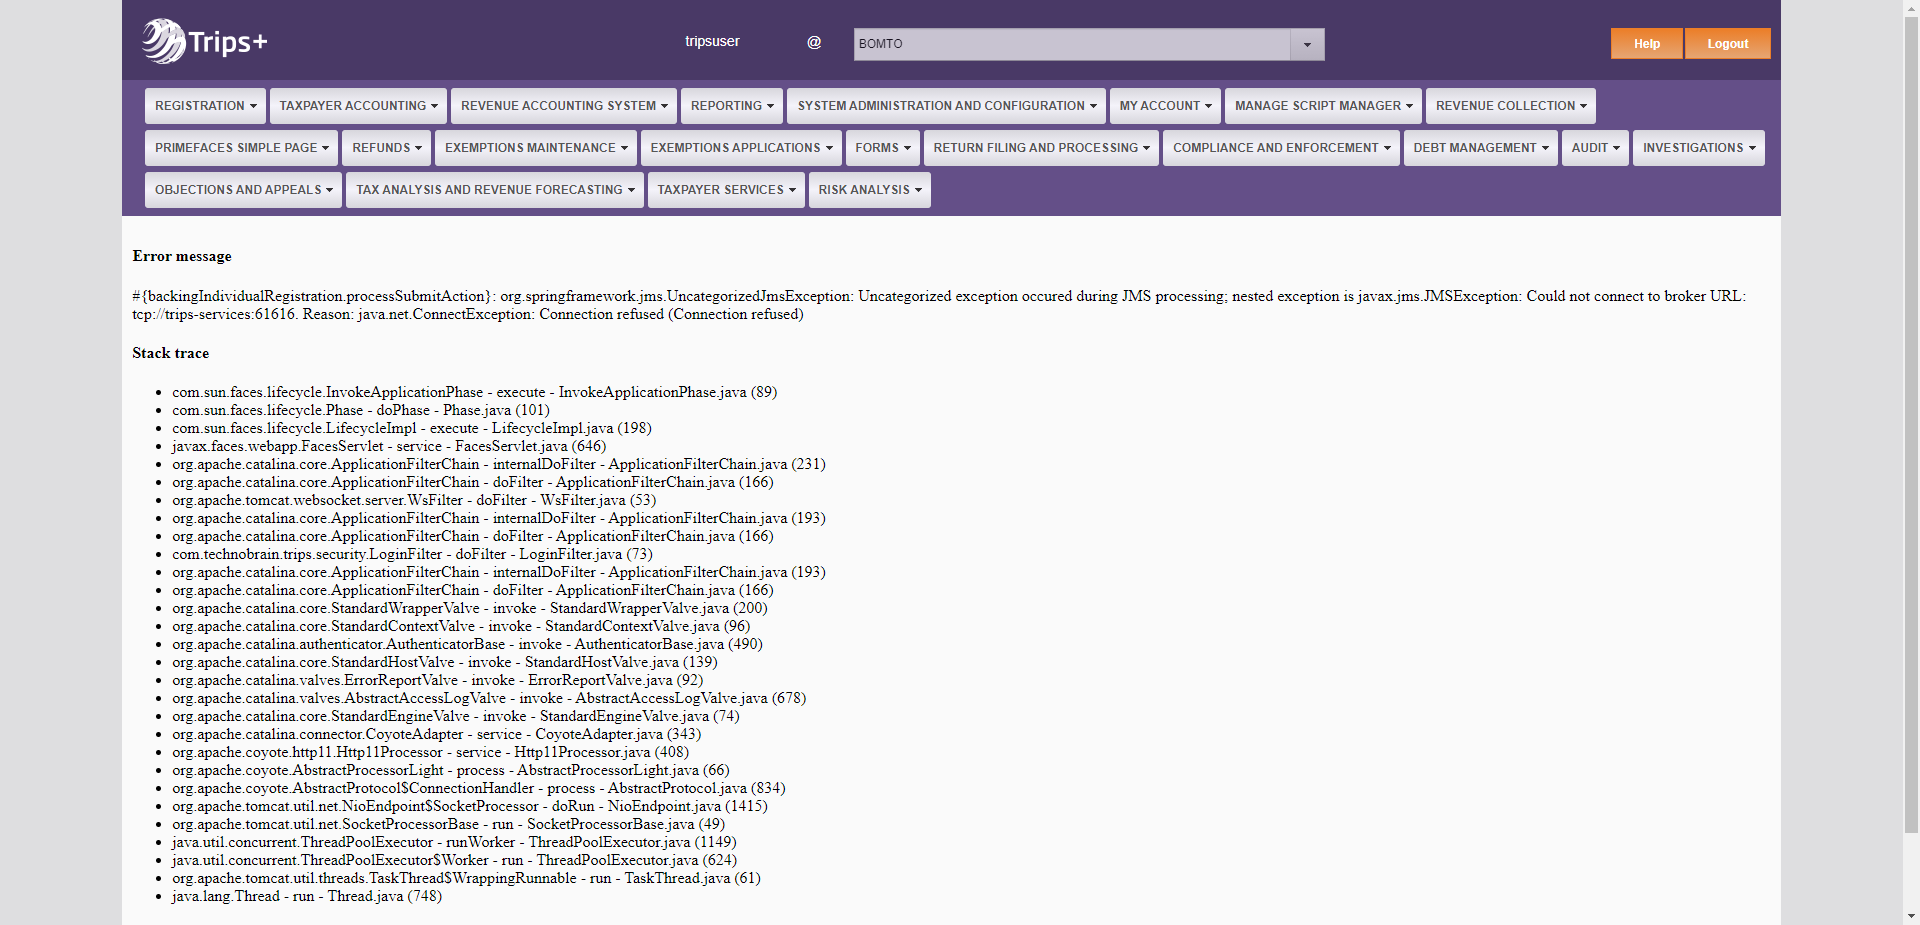 Trips+
tripsuser @ BOMTO Help Logout
REGISTRATION TAXPAYER ACCOUNTING REVENUE ACCOUNTING SYSTEM REPORTING SYSTEM ADMINISTRATION AND CONFIGURATION MY ACCOUNT MANAGE SCRIPT MANAGER REVENUE COLLECTION
PRIMEFACES SIMPLE PAGE REFUNDS EXEMPTIONS MAINTENANCE EXEMPTIONS APPLICATIONS FORMS RETURN FILING AND PROCESSING COMPLIANCE AND ENFORCEMENT DEBT MANAGEMENT AUDIT INVESTIGATIONS
OBJECTIONS AND APPEALS TAX ANALYSIS AND REVENUE FORECASTING TAXPAYER SERVICES RISK ANALYSIS
Error message
#{backingIndividualRegistration.processSubmitAction}: org.springframework.jms.UncategorizedJmsException: Uncategorized exception occured during JMS processing; nested exception is javax.jms.JMSException: Could not connect to broker URL:
tcp://trips-services:61616. Reason: java.net.ConnectException: Connection refused (Connection refused)
Stack trace
• com.sun.faces.lifecycle.InvokeApplicationPhase - execute - InvokeApplicationPhase.java (89)
• com.sun.faces.lifecycle.Phase - doPhase - Phase.java (101)
• com.sun.faces.lifecycle.LifecycleImpl - execute - LifecycleImpl.java (198)
• javax.faces.webapp.FacesServlet - service - FacesServlet.java (646)
• org.apache.catalina.core.ApplicationFilterChain - internalDoFilter - ApplicationFilterChain.java (231)
• org.apache.catalina.core.ApplicationFilterChain - doFilter - ApplicationFilterChain.java (166)
• org.apache.tomcat.websocket.server.WsFilter - doFilter - WsFilter.java (53)
• org.apache.catalina.core.ApplicationFilterChain - internalDoFilter - ApplicationFilterChain.java (193)
• org.apache.catalina.core.ApplicationFilterChain - doFilter - ApplicationFilterChain.java (166)
• com.technobrain.trips.security.LoginFilter - doFilter - LoginFilter.java (73)
• org.apache.catalina.core.ApplicationFilterChain - internalDoFilter - ApplicationFilterChain.java (193)
• org.apache.catalina.core.ApplicationFilterChain - doFilter - ApplicationFilterChain.java (166)
• org.apache.catalina.core.StandardWrapperValve - invoke - StandardWrapperValve.java (200)
• org.apache.catalina.core.StandardContextValve - invoke - StandardContextValve.java (96)
• org.apache.catalina.authenticator.AuthenticatorBase - invoke - AuthenticatorBase.java (490)
• org.apache.catalina.core.StandardHostValve - invoke - StandardHostValve.java (139)
• org.apache.catalina.valves.ErrorReportValve - invoke - ErrorReportValve.java (92)
• org.apache.catalina.valves.AbstractAccessLogValve - invoke - AbstractAccessLogValve.java (678)
• org.apache.catalina.core.StandardEngineValve - invoke - StandardEngineValve.java (74)
• org.apache.catalina.connector.CoyoteAdapter - service - CoyoteAdapter.java (343)
• org.apache.coyote.http11.Http11Processor - service - Http11Processor.java (408)
• org.apache.coyote.AbstractProcessorLight - process - AbstractProcessorLight.java (66)
• org.apache.coyote.AbstractProtocol$ConnectionHandler - process - AbstractProtocol.java (834)
• org.apache.tomcat.util.net.NioEndpoint$SocketProcessor - doRun - NioEndpoint.java (1415)
• org.apache.tomcat.util.net.SocketProcessorBase - run - SocketProcessorBase.java (49)
• java.util.concurrent.ThreadPoolExecutor - runWorker - ThreadPoolExecutor.java (1149)
• java.util.concurrent.ThreadPoolExecutor$Worker - run - ThreadPoolExecutor.java (624)
• org.apache.tomcat.util.threads.TaskThread$WrappingRunnable - run - TaskThread.java (61)
• java.lang.Thread - run - Thread.java (748)